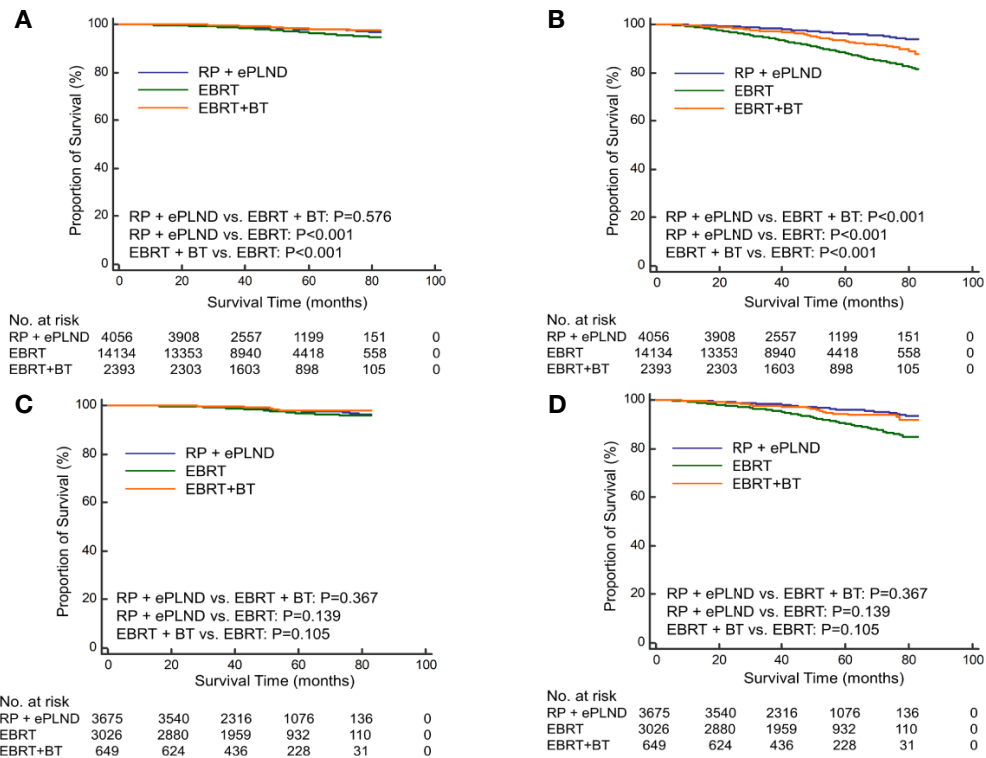 A
100
80
60
40
20
0
Proportion of Survival (%)
RP + ePLND
EBRT
EBRT+BT
RP + ePLND vs. EBRT + BT: P=0.576
RP + ePLND vs. EBRT: P<0.001
EBRT + BT vs. EBRT: P<0.001
0 20 40 60 80 100
Survival Time (months)
No. at risk
RP + ePLND 4056 3908 2557 1199 151 0
EBRT 14134 13353 8940 4418 558 0
EBRT+BT 2393 2303 1603 898 105 0
B
100
80
60
40
20
0
Proportion of Survival (%)
RP + ePLND
EBRT
EBRT+BT
RP + ePLND vs. EBRT + BT: P<0.001
RP + ePLND vs. EBRT: P<0.001
EBRT + BT vs. EBRT: P<0.001
0 20 40 60 80 100
Survival Time (months)
No. at risk
RP + ePLND 4056 3908 2557 1199 151 0
EBRT 14134 13353 8940 4418 558 0
EBRT+BT 2393 2303 1603 898 105 0
C
100
80
60
40
20
0
Proportion of Survival (%)
RP + ePLND
EBRT
EBRT+BT
RP + ePLND vs. EBRT + BT: P=0.367
RP + ePLND vs. EBRT: P=0.139
EBRT + BT vs. EBRT: P=0.105
0 20 40 60 80 100
Survival Time (months)
No. at risk
RP + ePLND 3675 3540 2316 1076 136 0
EBRT 3026 2880 1959 932 110 0
EBRT+BT 649 624 436 228 31 0
D
100
80
60
40
20
0
Proportion of Survival (%)
RP + ePLND
EBRT
EBRT+BT
RP + ePLND vs. EBRT + BT: P=0.367
RP + ePLND vs. EBRT: P=0.139
EBRT + BT vs. EBRT: P=0.105
0 20 40 60 80 100
Survival Time (months)
No. at risk
RP + ePLND 3675 3540 2316 1076 136 0
EBRT 3026 2880 1959 932 110 0
EBRT+BT 649 624 436 228 31 0